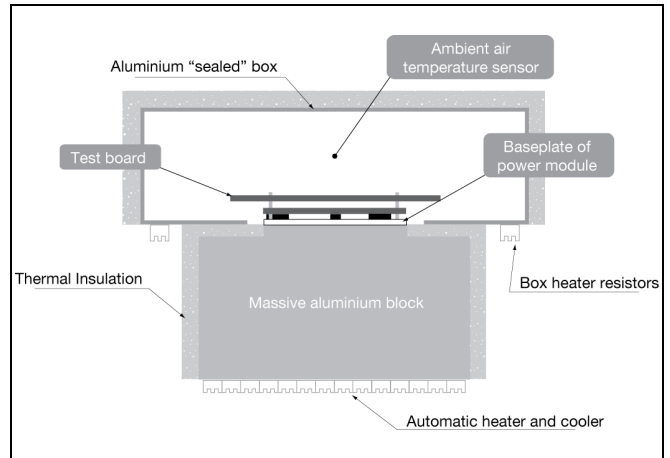 Ambient air
temperature sensor
Aluminium “sealed” box
Test board
Baseplate of
power module
Thermal Insulation
Massive aluminium block
Box heater resistors
Automatic heater and cooler